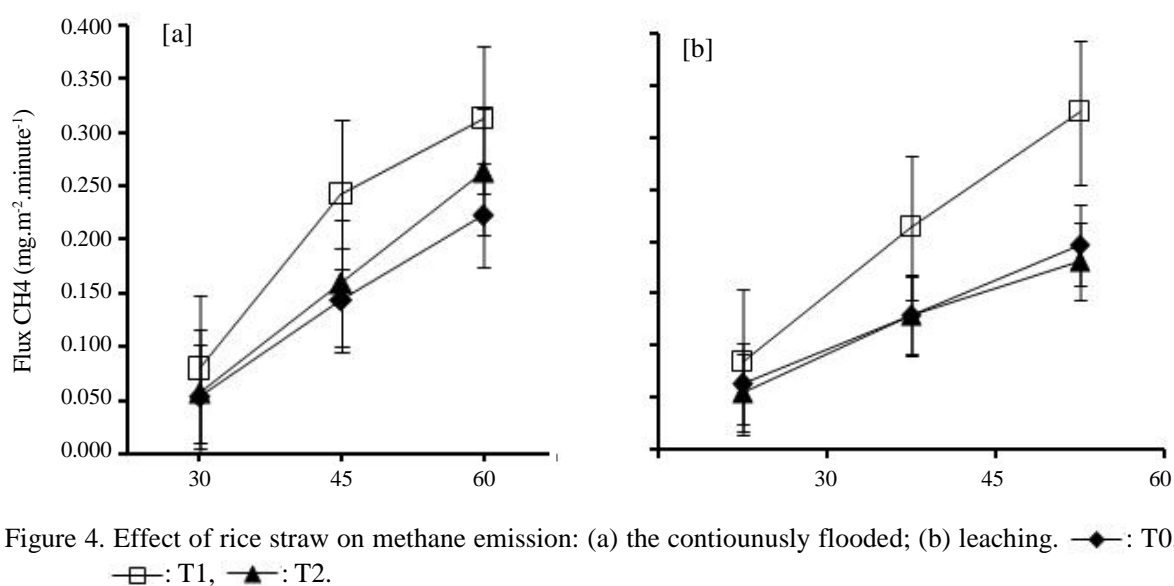 0.400
[a]
[b]
0.350
0.300
0.250
0.200
0.150
0.100
0.050
0.000
Flux CH4 (mg.m⁻².minute⁻¹)
30 45 60
30 45 60
Figure 4. Effect of rice straw on methane emission: (a) the contiounusly flooded; (b) leaching. : T0
: T1, : T2.